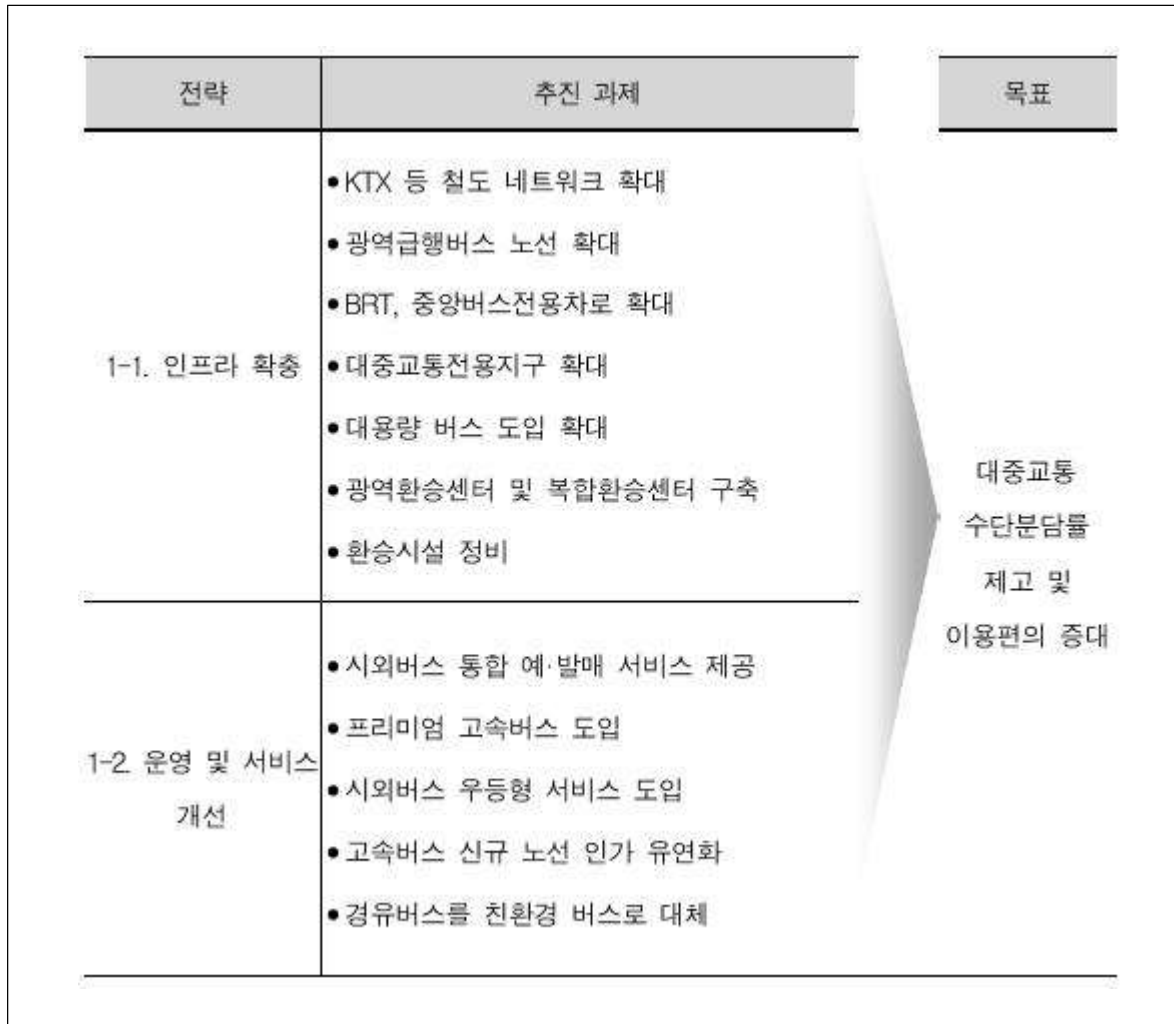 전략
추진 과제
목표
1-1. 인프라 확충
●KTX 등 철도 네트워크 확대
●광역급행버스 노선 확대
●BRT, 중앙버스전용차로 확대
●대중교통전용지구 확대
●대용량 버스 도입 확대
●광역환승센터 및 복합환승센터 구축
●환승시설 정비
1-2. 운영 및 서비스
개선
●시외버스 통합 예·발매 서비스 제공
●프리미엄 고속버스 도입
●시외버스 우등형 서비스 도입
●고속버스 신규 노선 인가 유연화
●경유버스를 친환경 버스로 대체
대중교통
수단분담률
제고 및
이용편의 증대